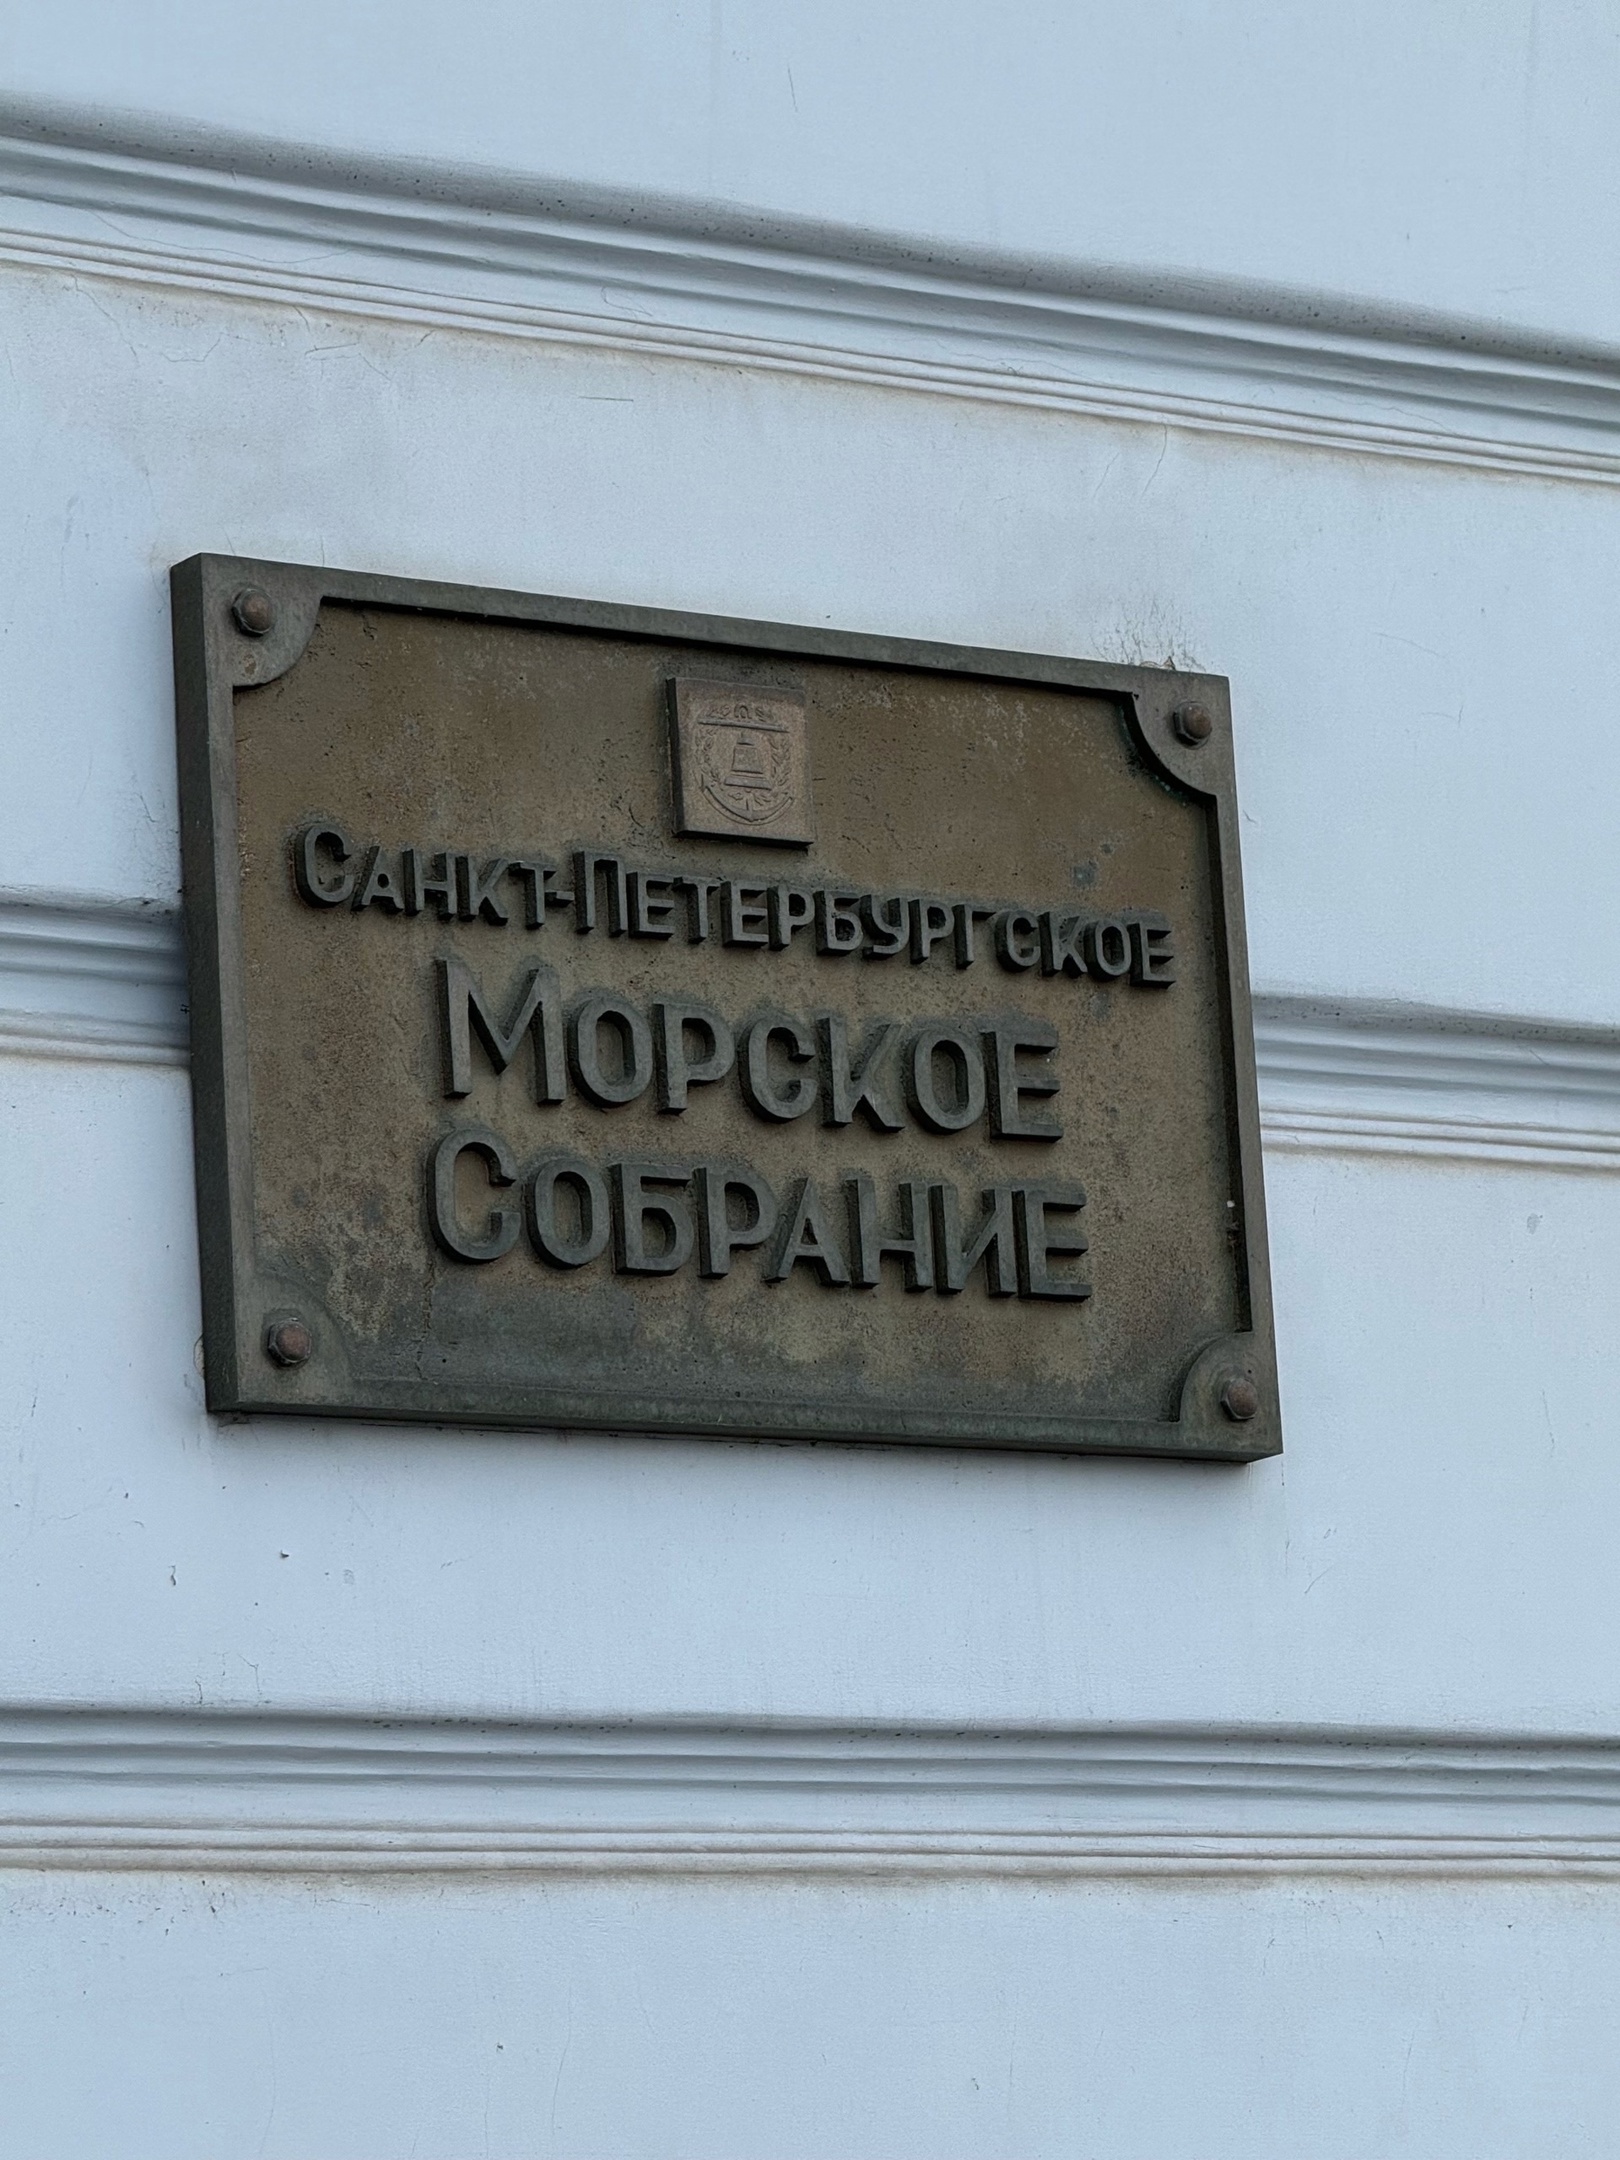 Санкт-Петербургское
Морское
Собрание